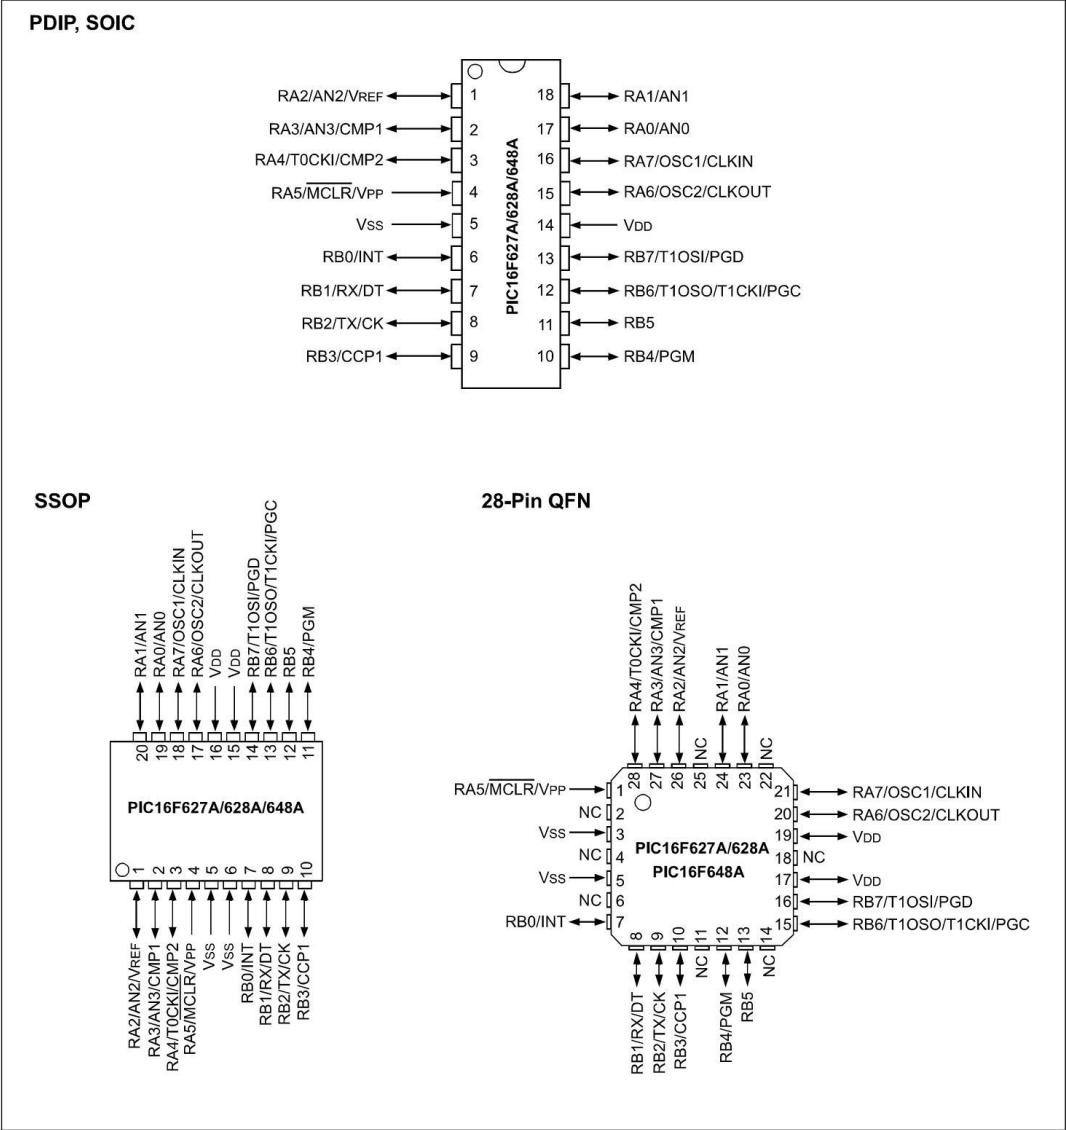 PDIP, SOIC
RA2/AN2/VREF 1 18 RA1/AN1
RA3/AN3/CMP1 2 17 RA0/AN0
RA4/T0CKI/CMP2 3 16 RA7/OSC1/CLKIN
RA5/MCLR/VPP 4 15 RA6/OSC2/CLKOUT
VSS 5 14 VDD
RB0/INT 6 13 RB7/T1OSI/PGD
RB1/RX/DT 7 12 RB6/T1OSO/T1CKI/PGC
RB2/TX/CK 8 11 RB5
RB3/CCP1 9 10 RB4/PGM
PIC16F627A/628A/648A
SSOP
RA1/AN1
RA0/AN0
RA7/OSC1/CLKIN
RA6/OSC2/CLKOUT
VDD
VDD
RB7/T1OSI/PGD
RB6/T1OSO/T1CKI/PGC
RB5
RB4/PGM
20 19 18 17 16 15 14 13 12 11
PIC16F627A/628A/648A
1 2 3 4 5 6 7 8 9 10
RA2/AN2/VREF
RA3/AN3/CMP1
RA4/T0CKI/CMP2
RA5/MCLR/VPP
VSS
VSS
RB0/INT
RB1/RX/DT
RB2/TX/CK
RB3/CCP1
28-Pin QFN
RA4/T0CKI/CMP2
RA3/AN3/CMP1
RA2/AN2/VREF
NC
RA1/AN1
RA0/AN0
NC
28 27 26 25 24 23 22
RA5/MCLR/VPP 1 21 RA7/OSC1/CLKIN
NC 2 20 RA6/OSC2/CLKOUT
VSS 3 19 VDD
NC 4 18 NC
VSS 5 17 VDD
NC 6 16 RB7/T1OSI/PGD
RB0/INT 7 15 RB6/T1OSO/T1CKI/PGC
PIC16F627A/628A
PIC16F648A
8 9 10 11 12 13 14
RB1/RX/DT
RB2/TX/CK
RB3/CCP1
NC
RB4/PGM
RB5
NC